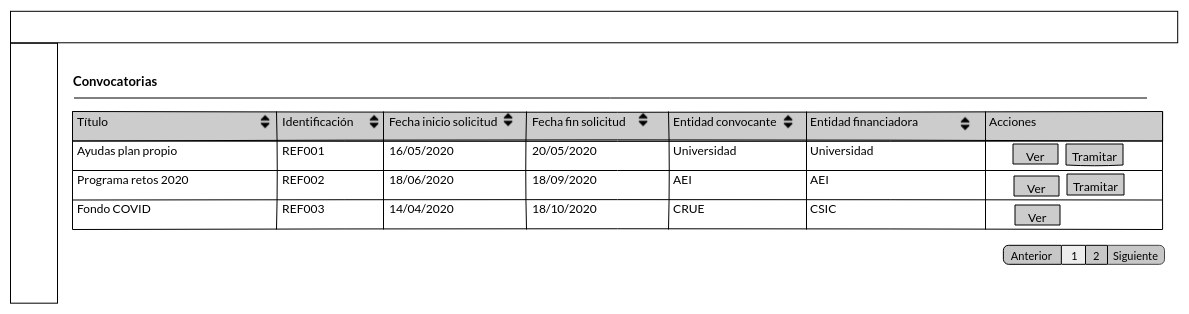 Convocatorias
Título Identificación Fecha inicio solicitud Fecha fin solicitud Entidad convocante Entidad financiadora Acciones
Ayudas plan propio REF001 16/05/2020 20/05/2020 Universidad Universidad Ver Tramitar
Programa retos 2020 REF002 18/06/2020 18/09/2020 AEI AEI Ver Tramitar
Fondo COVID REF003 14/04/2020 18/10/2020 CRUE CSIC Ver
Anterior 1 2 Siguiente